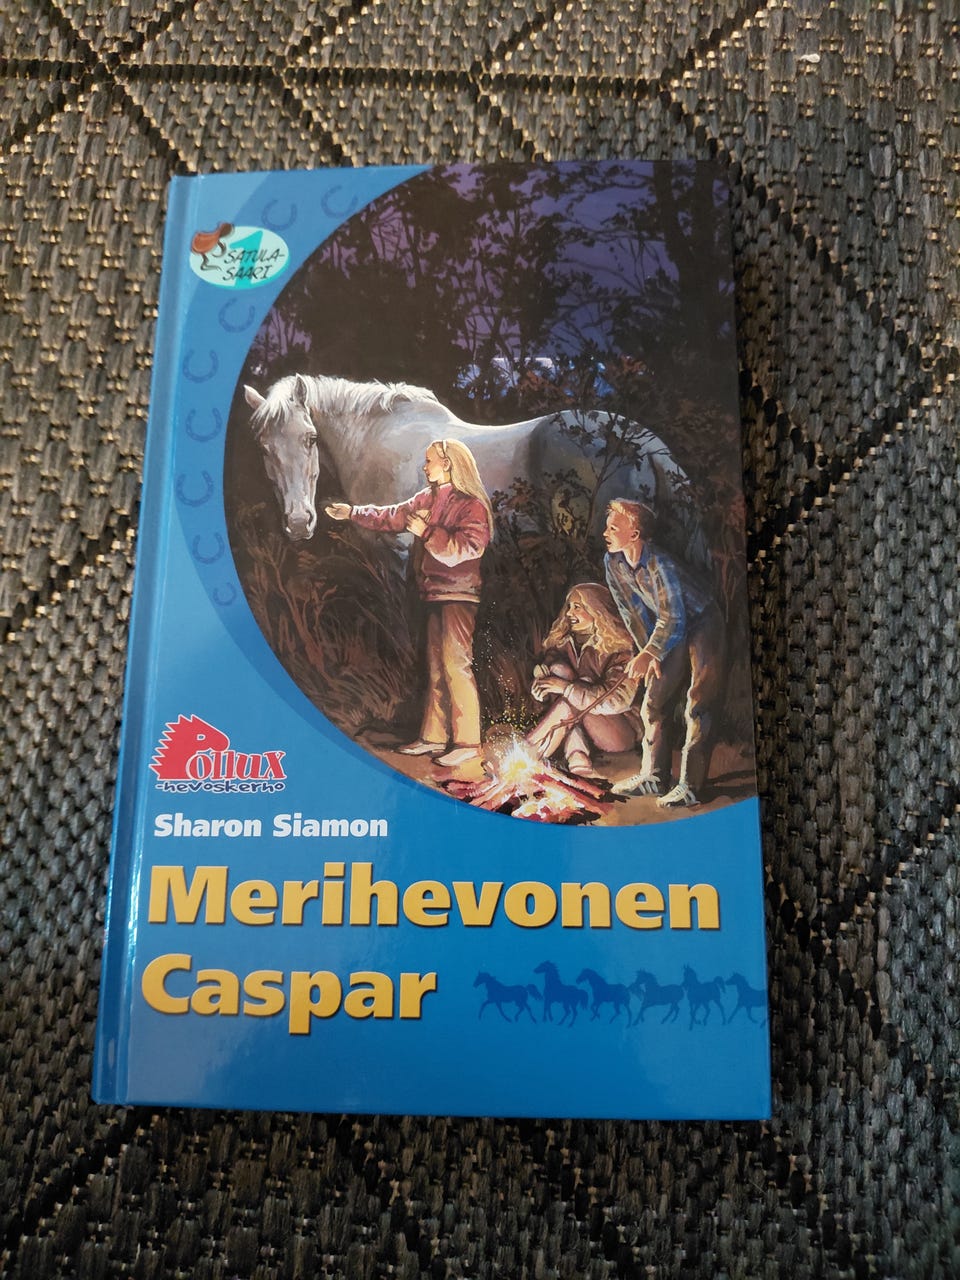 1
SATULA-
SAARI
Pollux
-hevoskerho
Sharon Siamon
Merihevonen
Caspar